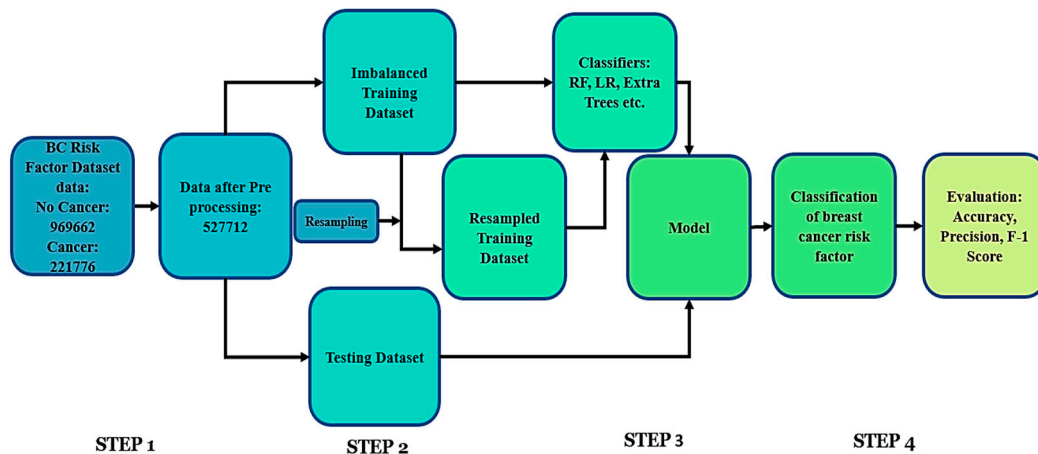 BC Risk
Factor Dataset
data:
No Cancer:
969662
Cancer:
221776
Data after Pre
processing:
527712
Imbalanced
Training
Dataset
Resampling
Resampled
Training
Dataset
Testing Dataset
Classifiers:
RF, LR, Extra
Trees etc.
Model
Classification
of breast
cancer risk
factor
Evaluation:
Accuracy,
Precision, F-1
Score
STEP 1
STEP 2
STEP 3
STEP 4